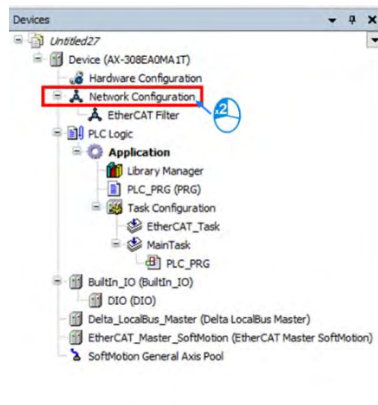 Devices
Untitled27
Device (AX-308EA0MA1T)
Hardware Configuration
Network Configuration
x2
EtherCAT Filter
PLC Logic
Application
Library Manager
PLC_PRG (PRG)
Task Configuration
EtherCAT_Task
MainTask
PLC_PRG
BuiltIn_IO (BuiltIn_IO)
DIO (DIO)
Delta_LocalBus_Master (Delta LocalBus Master)
EtherCAT_Master_SoftMotion (EtherCAT Master SoftMotion)
SoftMotion General Axis Pool